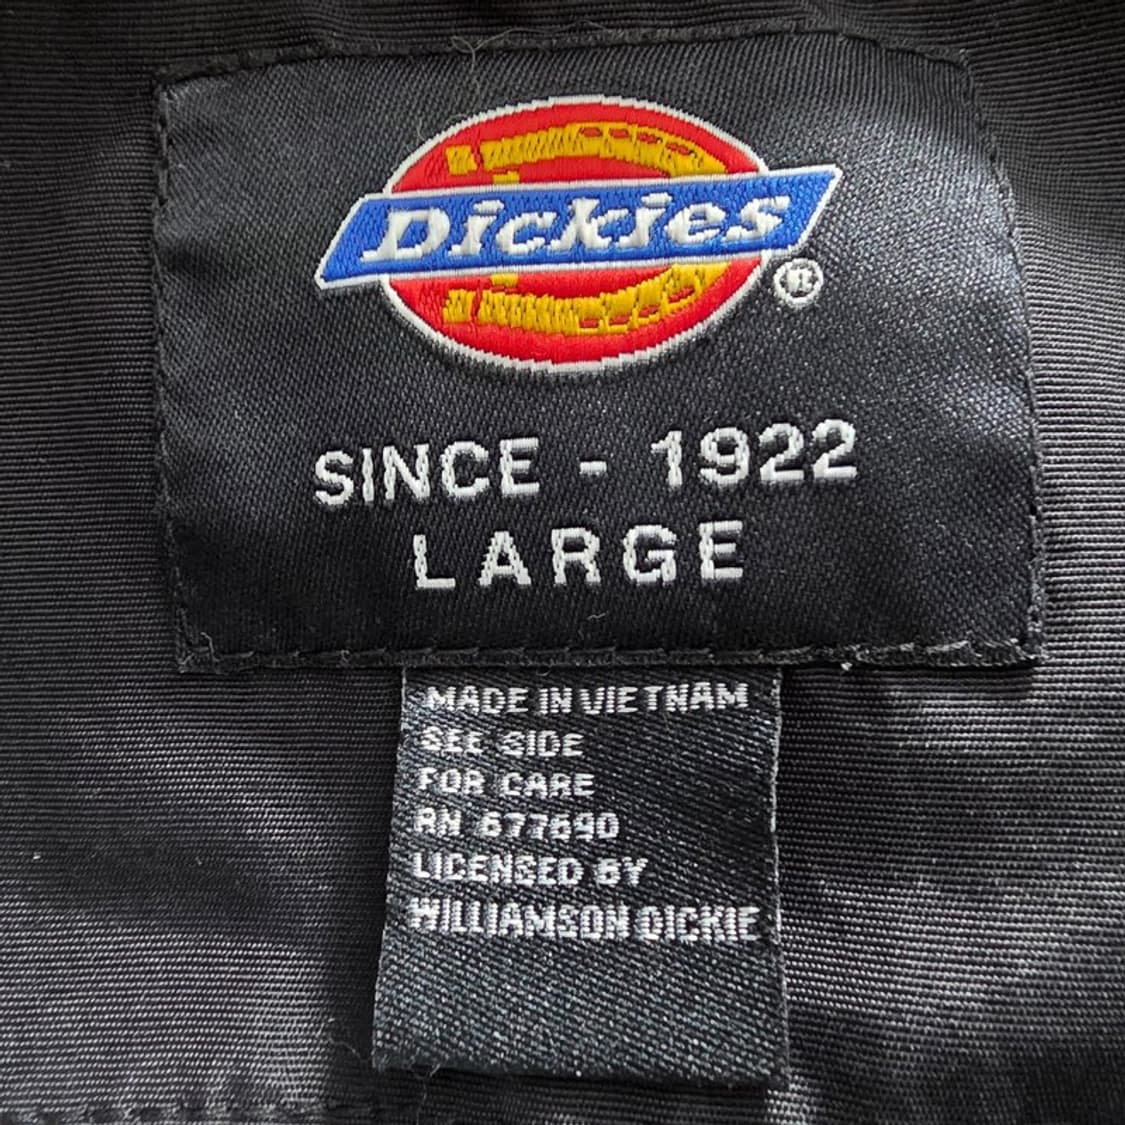 Dickies®
SINCE - 1922
LARGE
MADE IN VIETNAM
SEE SIDE
FOR CARE
RN 677690
LICENSED BY
WILLIAMSON DICKIE